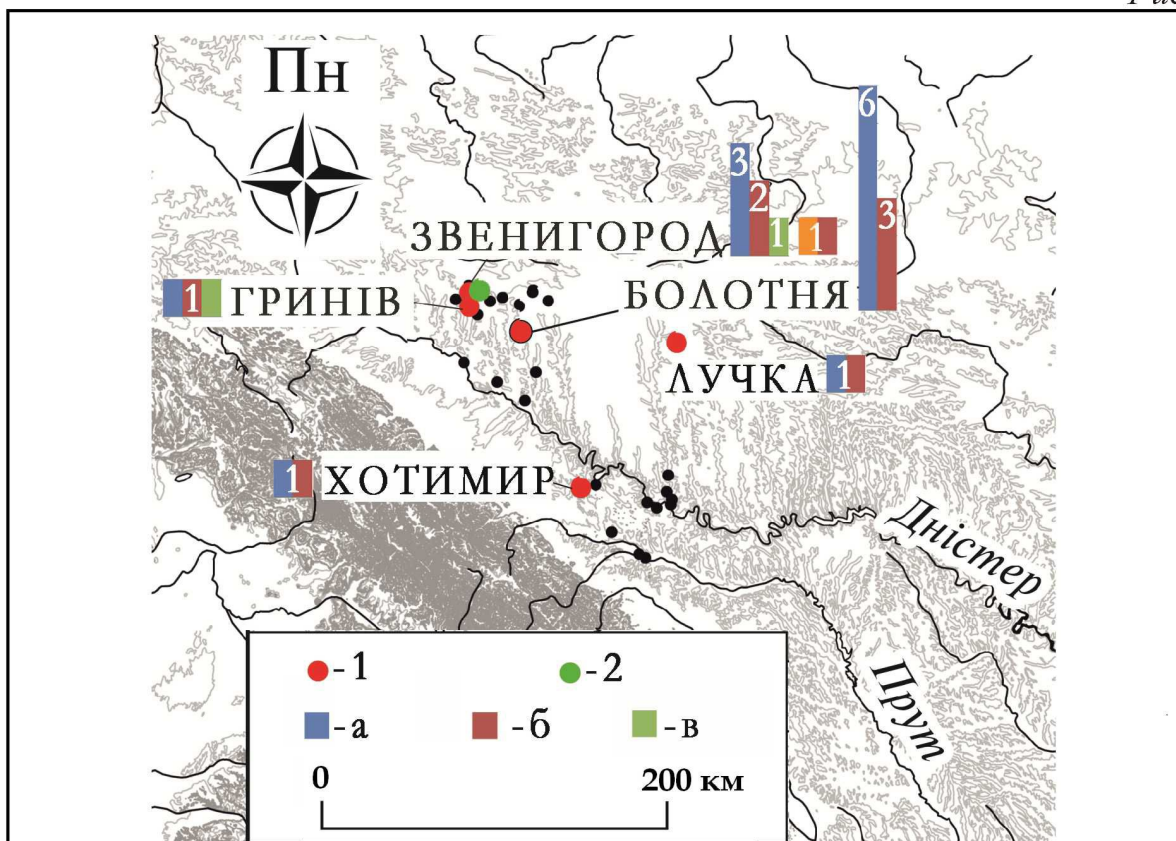 Пн
6
3
2
3
1
1
ЗВЕНИГОРОД
1 ГРИНІВ
БОЛОТНЯ
ЛУЧКА 1
1 ХОТИМИР
Дністер
Прут
-1
-2
-а
-б
-в
0
200 км